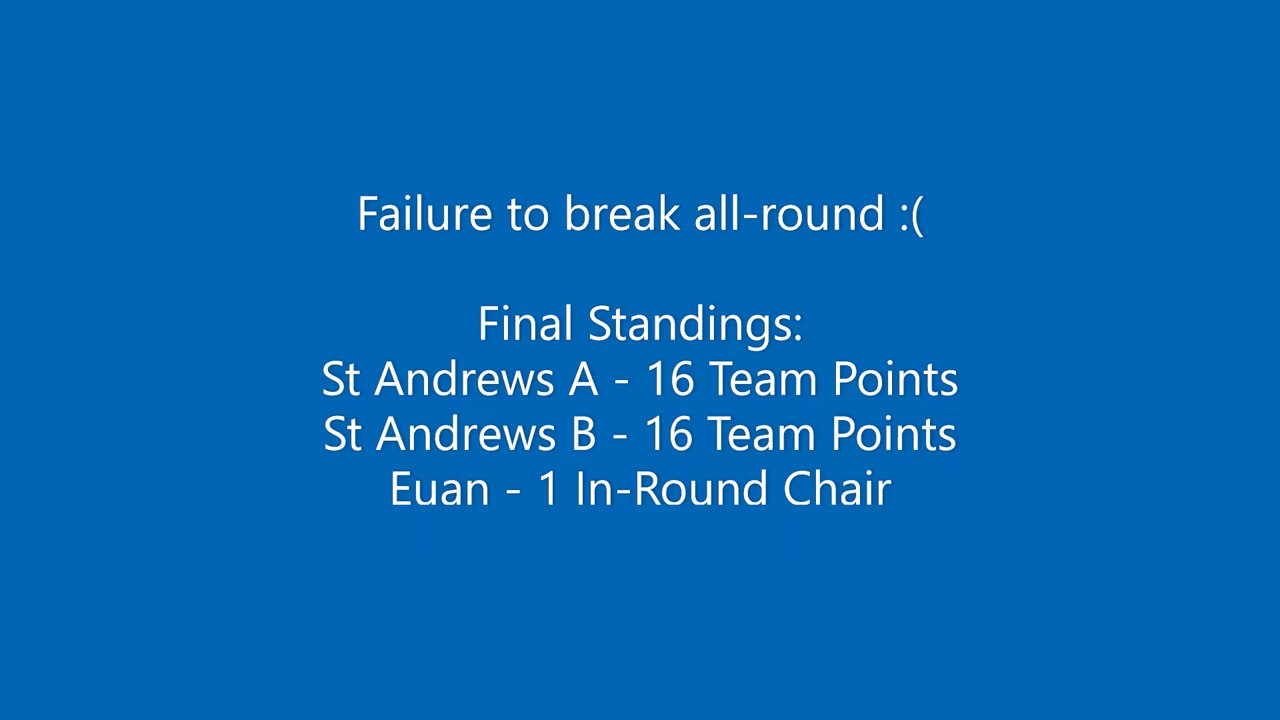 Failure to break all-round :(
Final Standings:
St Andrews A - 16 Team Points
St Andrews B - 16 Team Points
Euan - 1 In-Round Chair